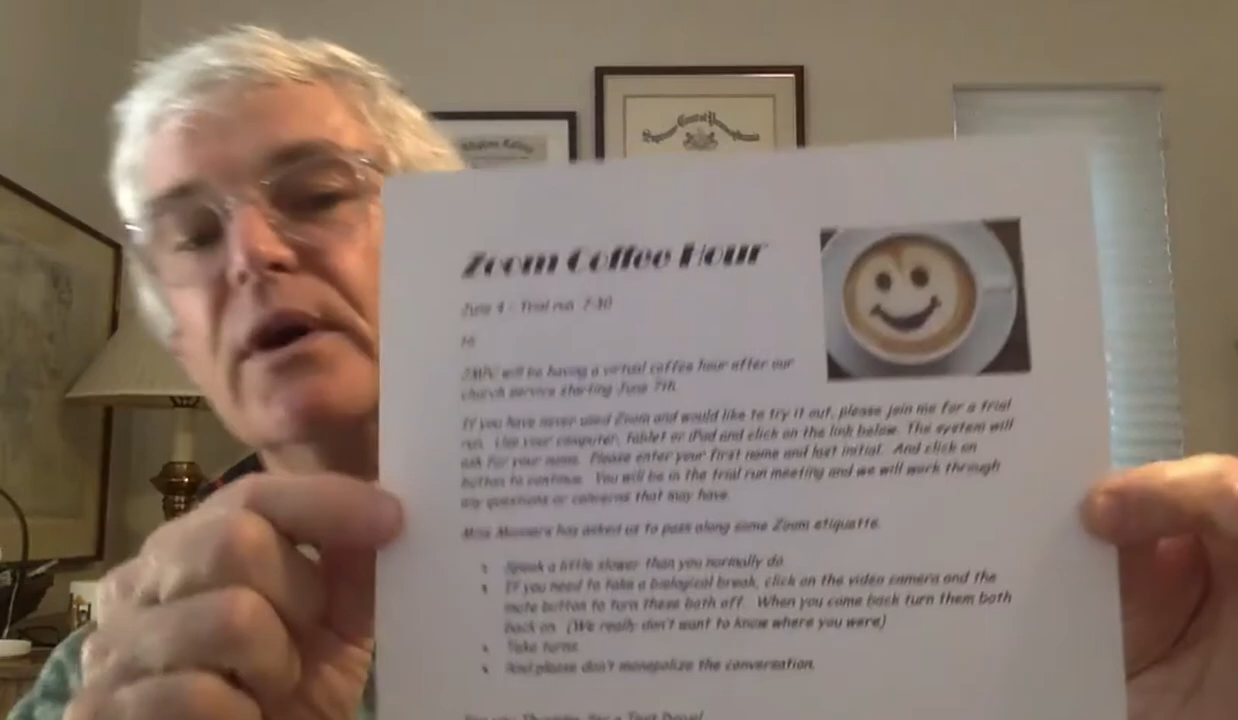 Supreme Court of Pennsylvania
Zoom Coffee Hour
June 4 - Trial run 7:30
Hi
will be having a virtual coffee hour after our
church service starting June 7th.
If you have never used Zoom and would like to try it out, please join me for a trial
run. Use your computer, tablet or iPad and click on the link below. The system will
ask for your name. Please enter your first name and last initial. And click on
button to continue. You will be in the trial run meeting and we will work through
any questions or concerns that may have.
Miss Manners has asked us to pass along some Zoom etiquette.
Speak a little slower than you normally do
If you need to take a biological break, click on the video camera and the
mute button to turn these both off. When you come back turn them both
back on. (We really don't want to know where you were)
Take turns
And please don't monopolize the conversation.